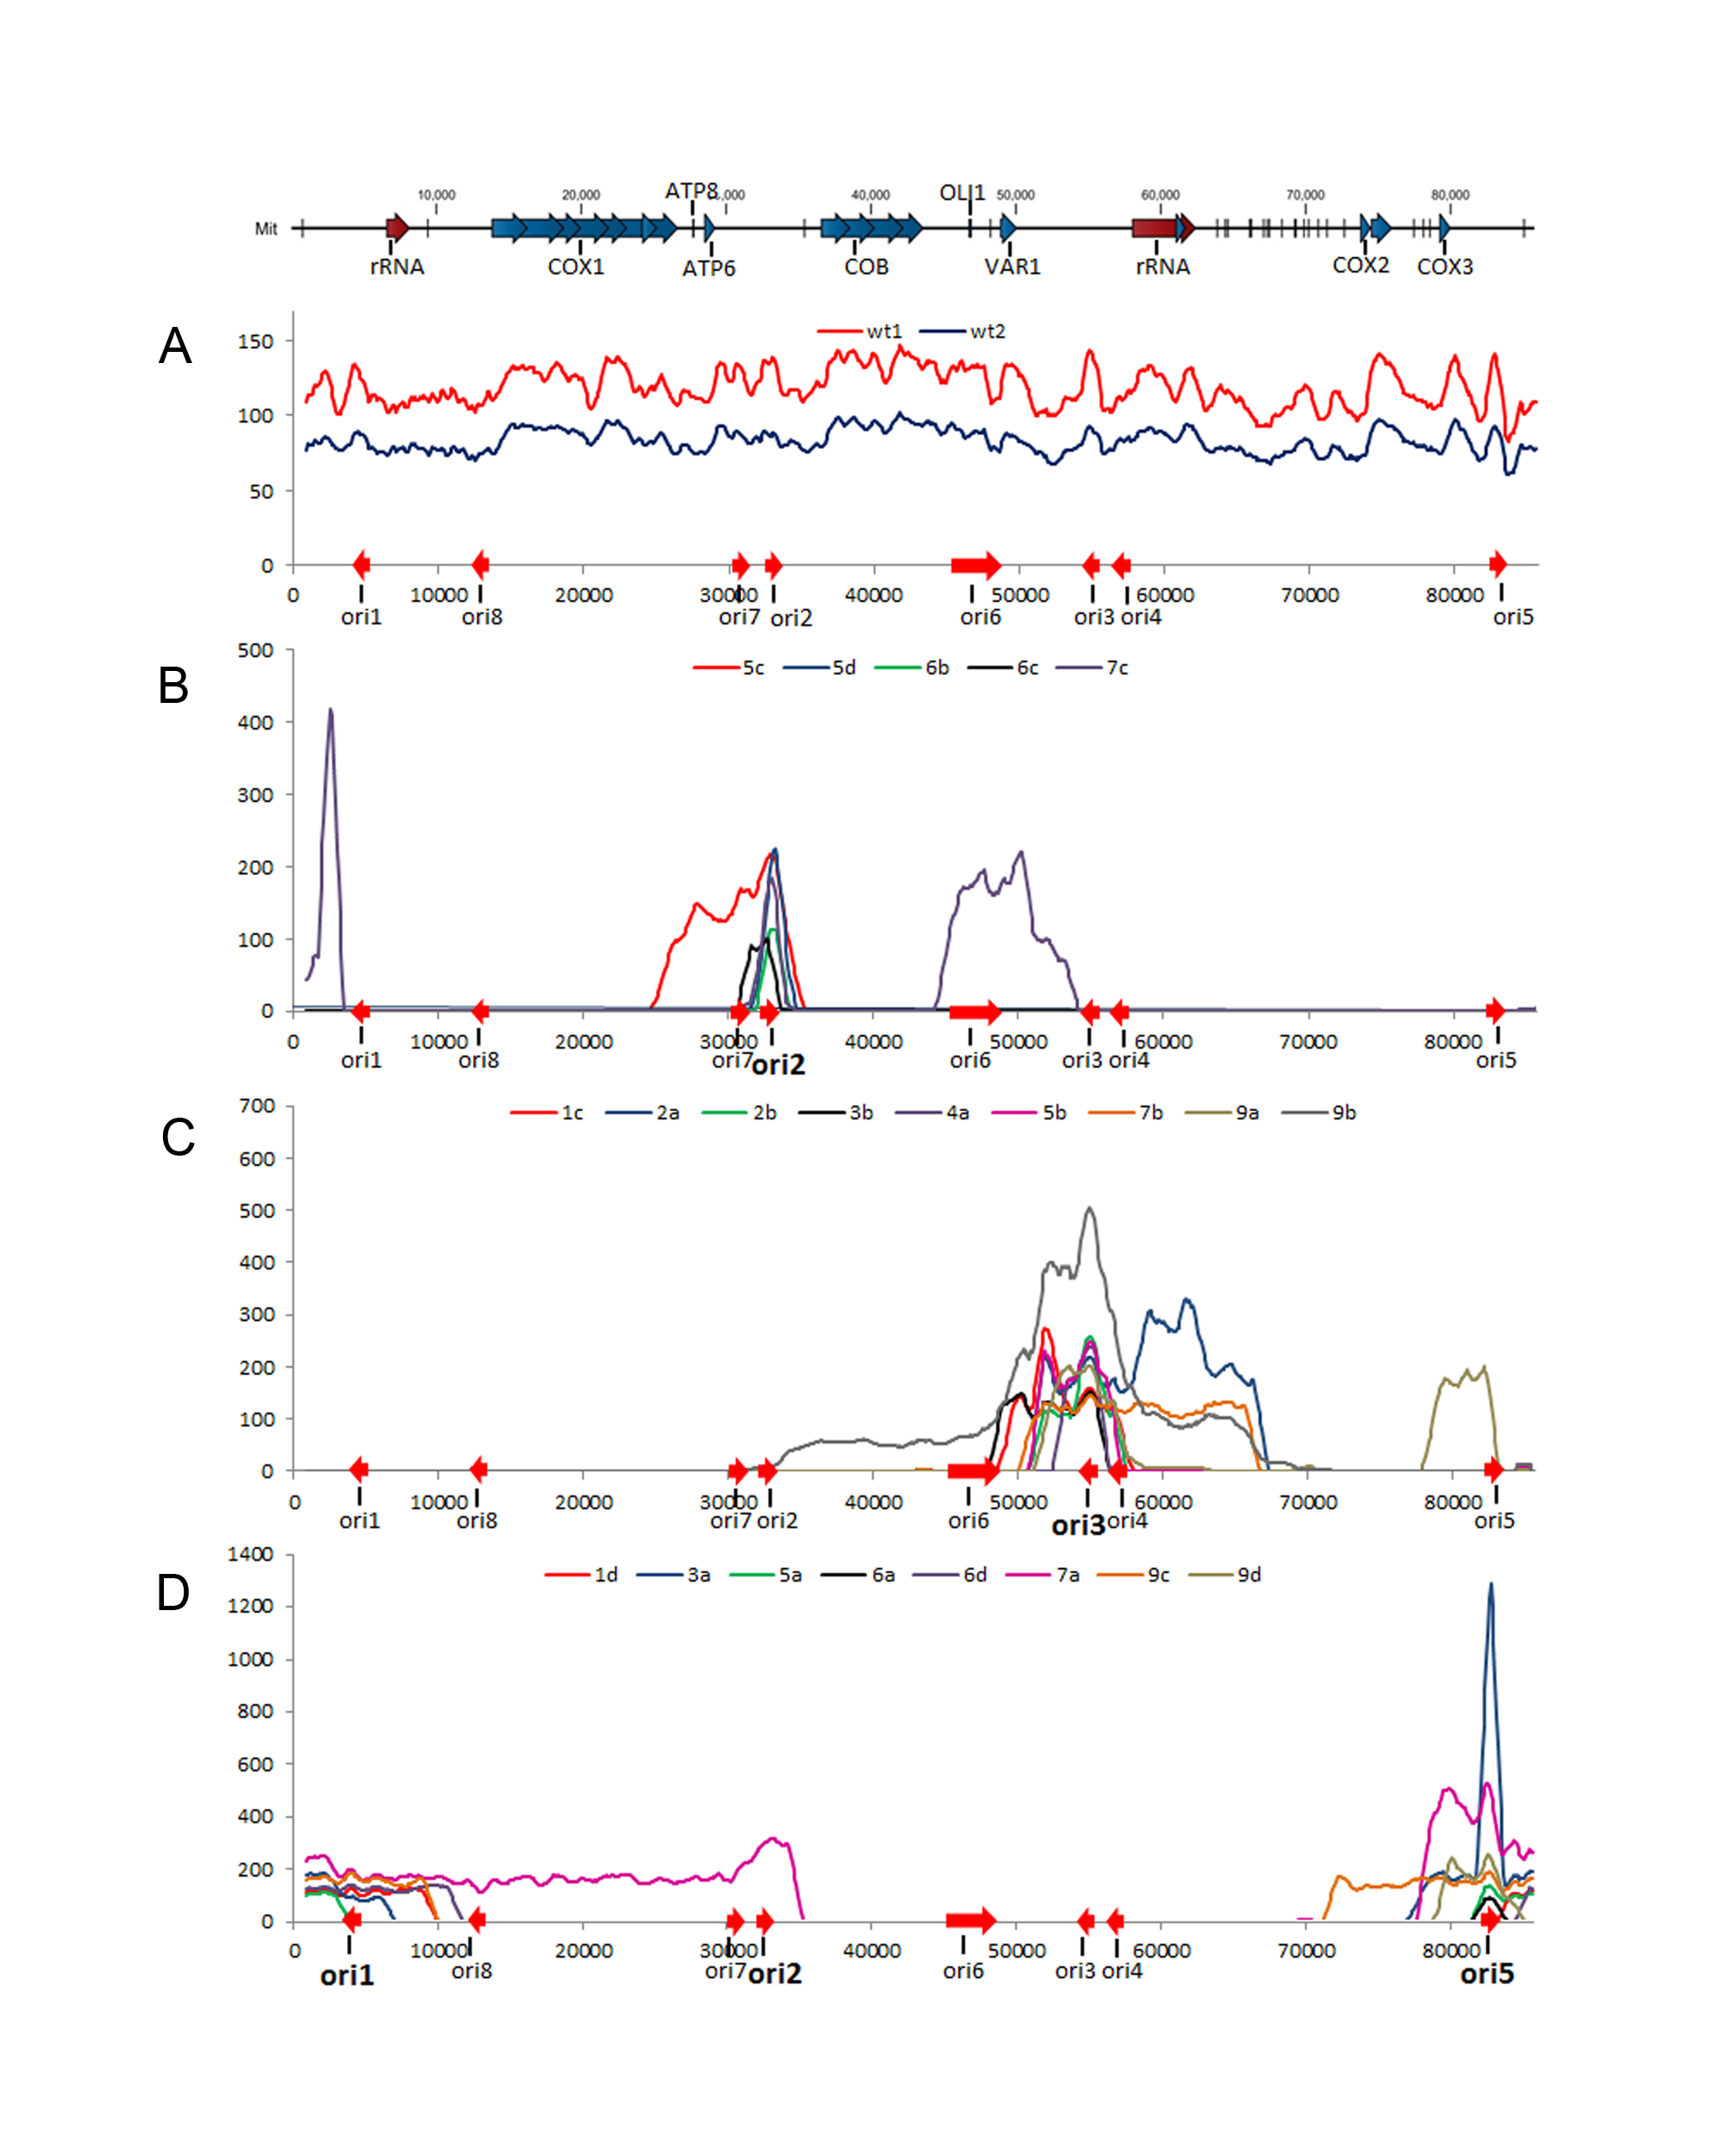 ATP8 OLI1
10,000 20,000 ,000 40,000 50,000 60,000 70,000 80,000
Mit
rRNA COX1 ATP6 COB VAR1 rRNA COX2 COX3
A
wt1 wt2
150
100
50
0
0 10000 20000 30000 40000 50000 60000 70000 80000
ori1 ori8 ori7 ori2 ori6 ori3 ori4 ori5
B
5c 5d 6b 6c 7c
500
400
300
200
100
0
0 10000 20000 30000 40000 50000 60000 70000 80000
ori1 ori8 ori7 ori2 ori6 ori3 ori4 ori5
C
1c 2a 2b 3b 4a 5b 7b 9a 9b
700
600
500
400
300
200
100
0
0 10000 20000 30000 40000 50000 60000 70000 80000
ori1 ori8 ori7 ori2 ori6 ori3 ori4 ori5
D
1d 3a 5a 6a 6d 7a 9c 9d
1400
1200
1000
800
600
400
200
0
0 10000 20000 30000 40000 50000 60000 70000 80000
ori1 ori8 ori7 ori2 ori6 ori3 ori4 ori5